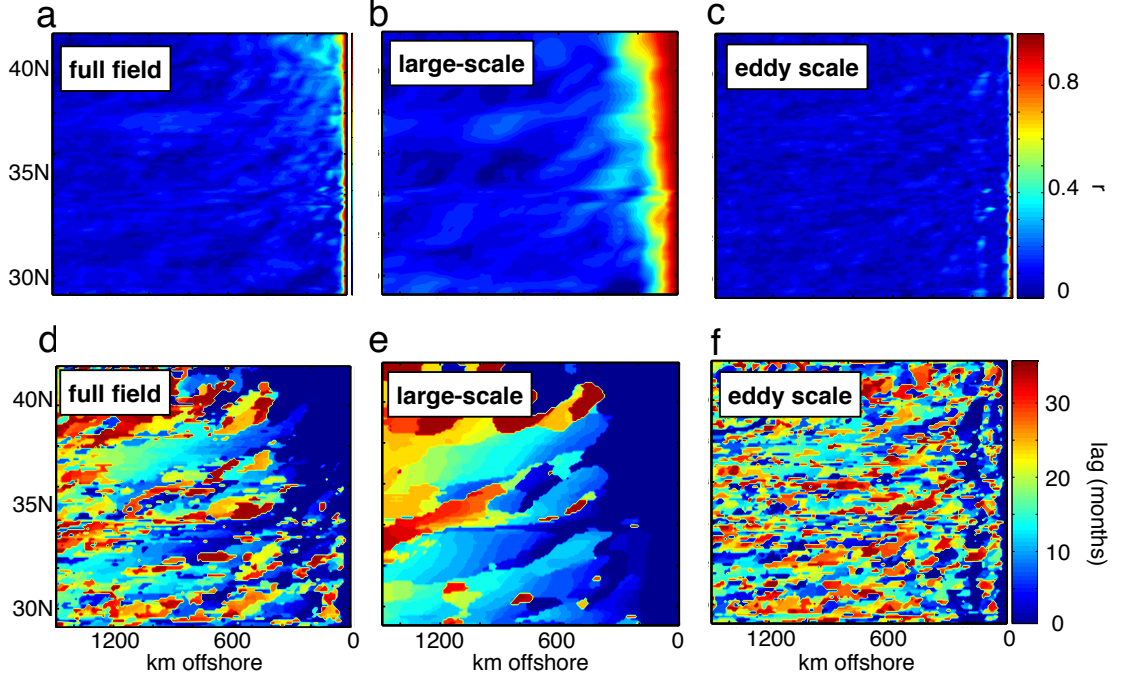 a
b
c
full field
large-scale
eddy scale
40N
35N
30N
0.8
0.4
0
r
d
e
f
full field
large-scale
eddy scale
40N
35N
30N
30
20
10
0
lag (months)
1200
600
0
1200
600
0
1200
600
0
km offshore
km offshore
km offshore